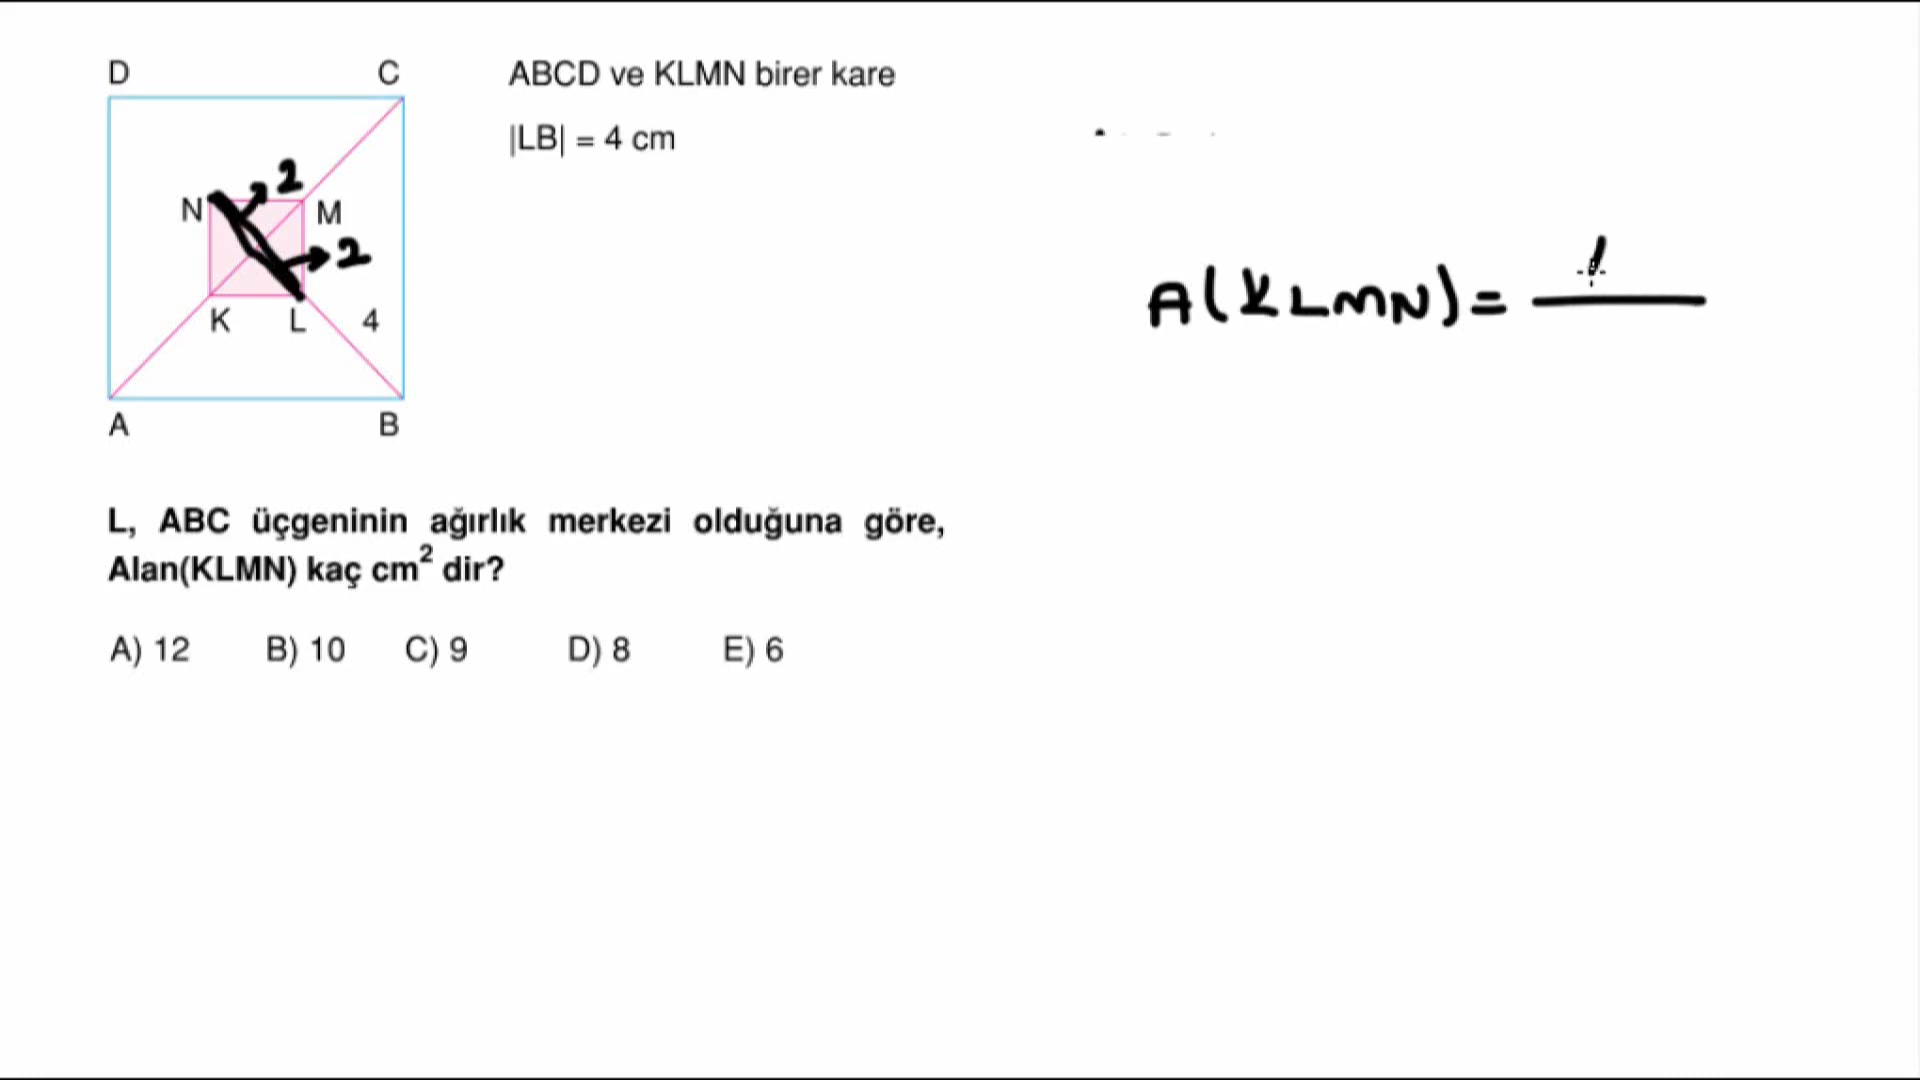 D C
ABCD ve KLMN birer kare
|LB| = 4 cm
2
N M
2
A(KLMN)=
K L 4
A B
L, ABC üçgeninin ağırlık merkezi olduğuna göre,
Alan(KLMN) kaç cm² dir?
A) 12 B) 10 C) 9 D) 8 E) 6